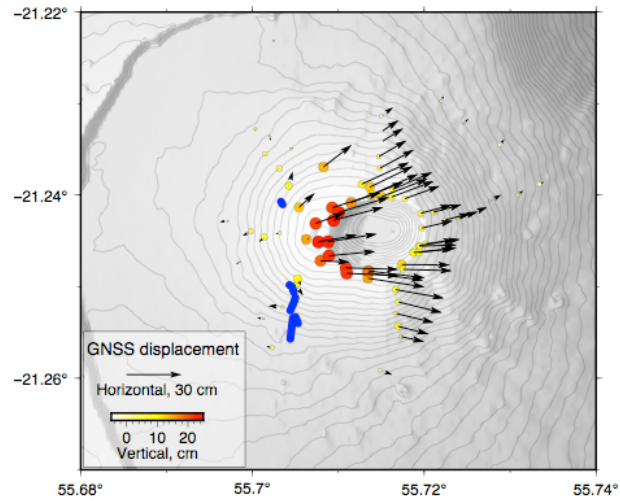 −21.22°
−21.24°
−21.26°
GNSS displacement
Horizontal, 30 cm
0 10 20
Vertical, cm
55.68° 55.7° 55.72° 55.74°